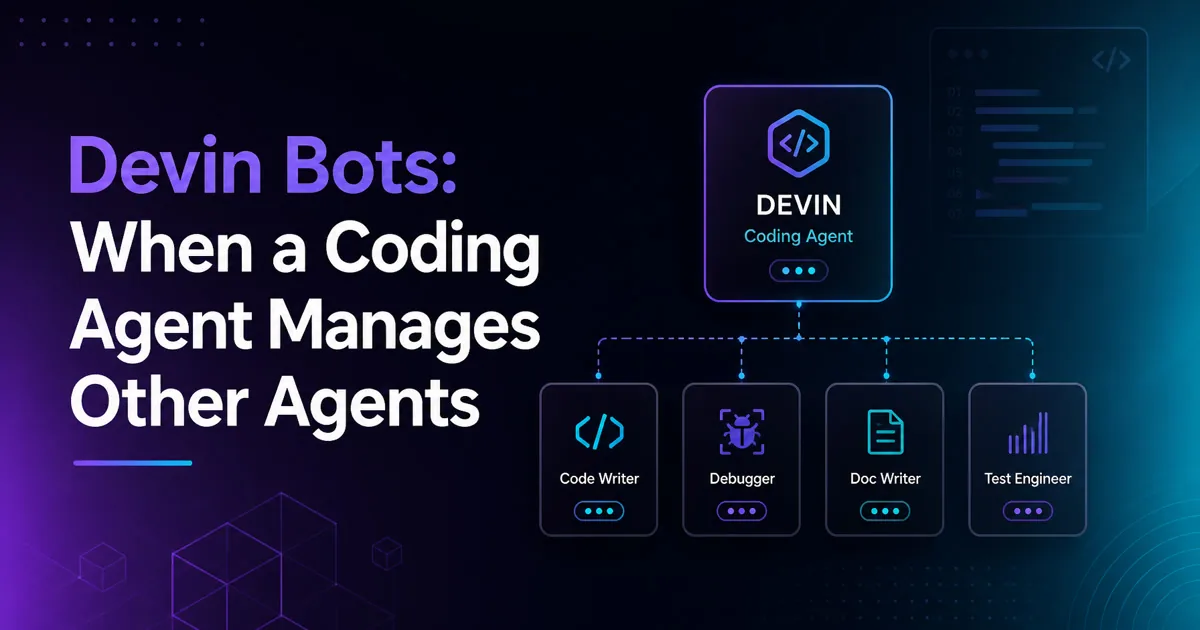 Devin Bots:
When a Coding
Agent Manages
Other Agents
</>
DEVIN
Coding Agent
</>
Code Writer
Debugger
Doc Writer
Test Engineer
</>